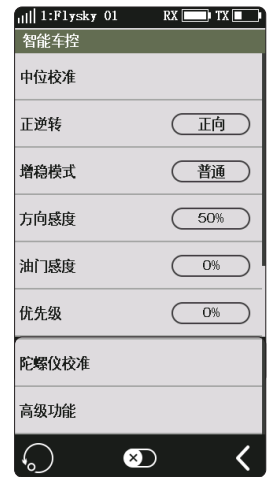 1:Flysky 01 RX TX
智能车控
中位校准
正逆转 正向
增稳模式 普通
方向感度 50%
油门感度 0%
优先级 0%
陀螺仪校准
高级功能